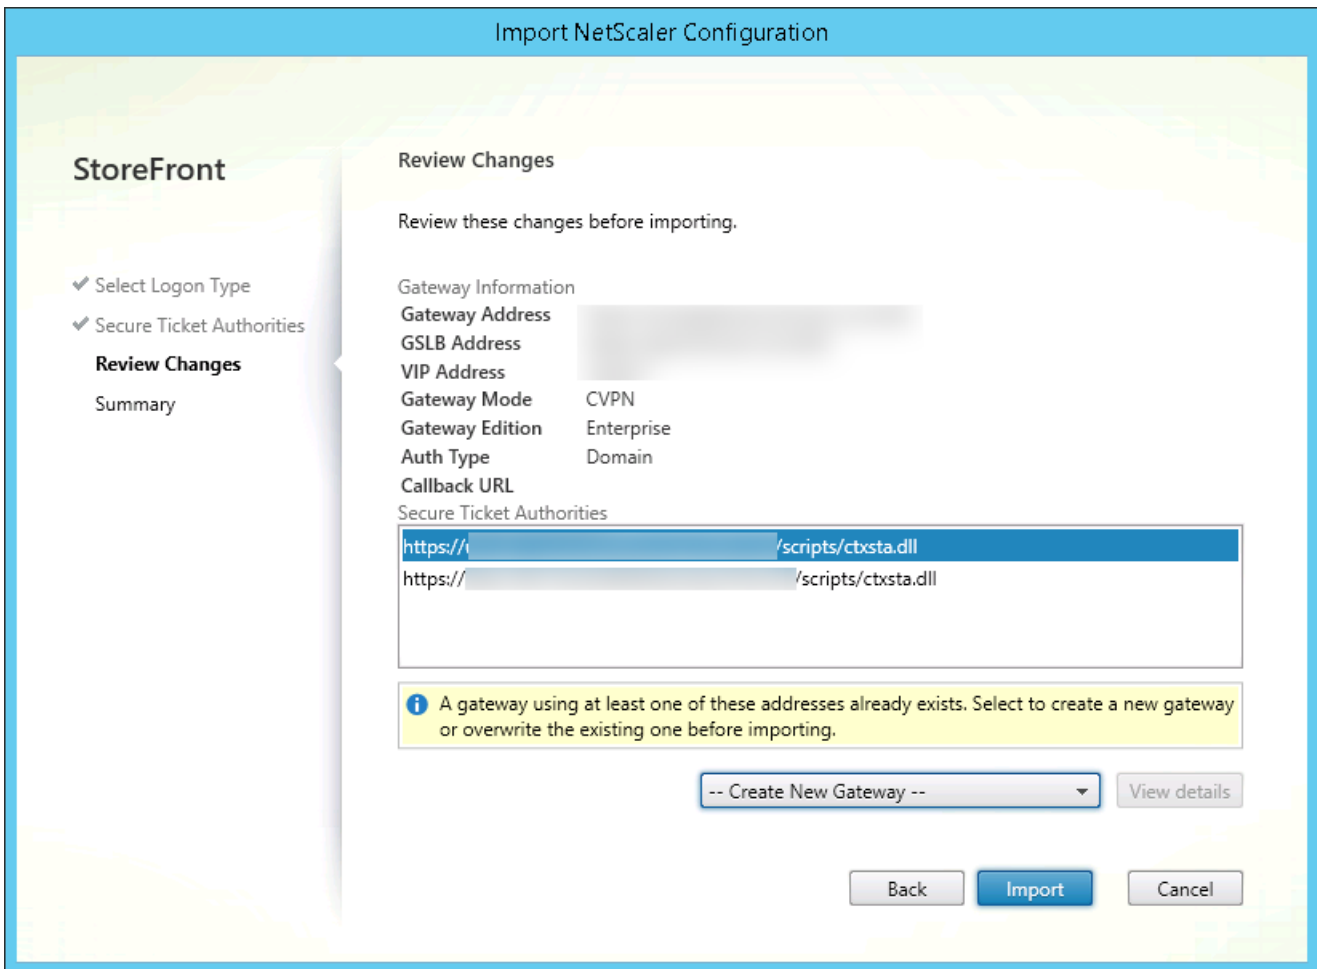 Import NetScaler Configuration
StoreFront
Select Logon Type
Secure Ticket Authorities
Review Changes
Summary
Review Changes
Review these changes before importing.
Gateway Information
Gateway Address
GSLB Address
VIP Address
Gateway Mode CVPN
Gateway Edition Enterprise
Auth Type Domain
Callback URL
Secure Ticket Authorities
https:// /scripts/ctxsta.dll
https:// /scripts/ctxsta.dll
A gateway using at least one of these addresses already exists. Select to create a new gateway
or overwrite the existing one before importing.
-- Create New Gateway -- View details
Back Import Cancel